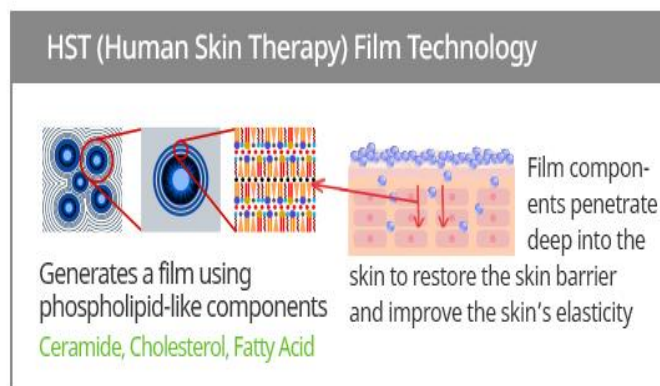 HST (Human Skin Therapy) Film Technology
Generates a film using
phospholipid-like components
Ceramide, Cholesterol, Fatty Acid
Film compon-
ents penetrate
deep into the
skin to restore the skin barrier
and improve the skin's elasticity